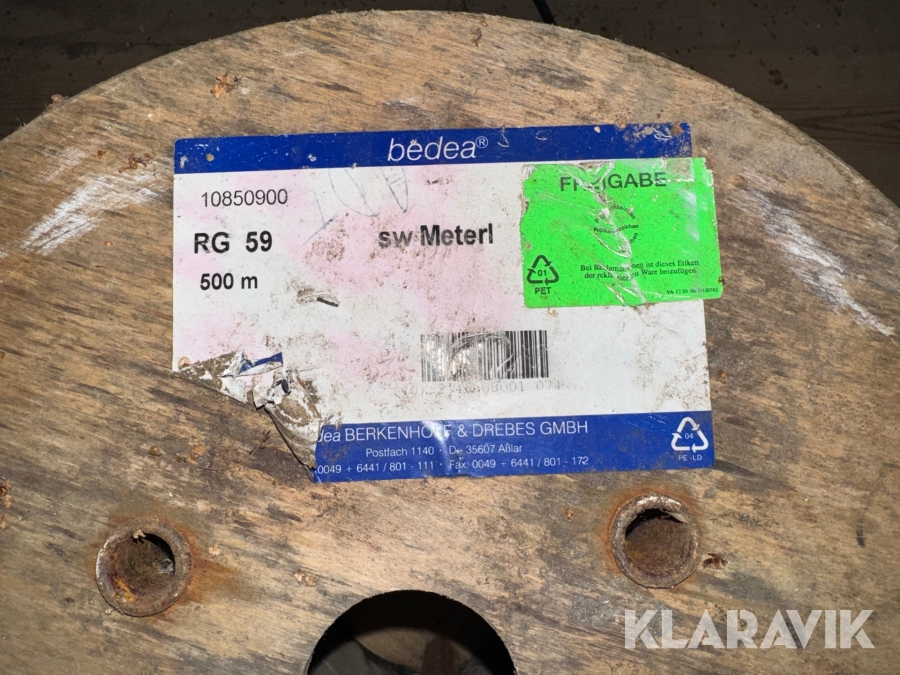 bedea®
10850900
RG 59
sw Meterl
500 m
FREIGABE
Bei Reklamationen ist dieses Etikett
der reklamierten Ware beizufügen
01
PET
BERKENHOFF & DREBES GMBH
Postfach 1140 · D - 35607 Aßlar
0049 + 6441 / 801 - 111 · Fax: 0049 + 6441 / 801 - 172
04
PE-LD
KLARAVIK